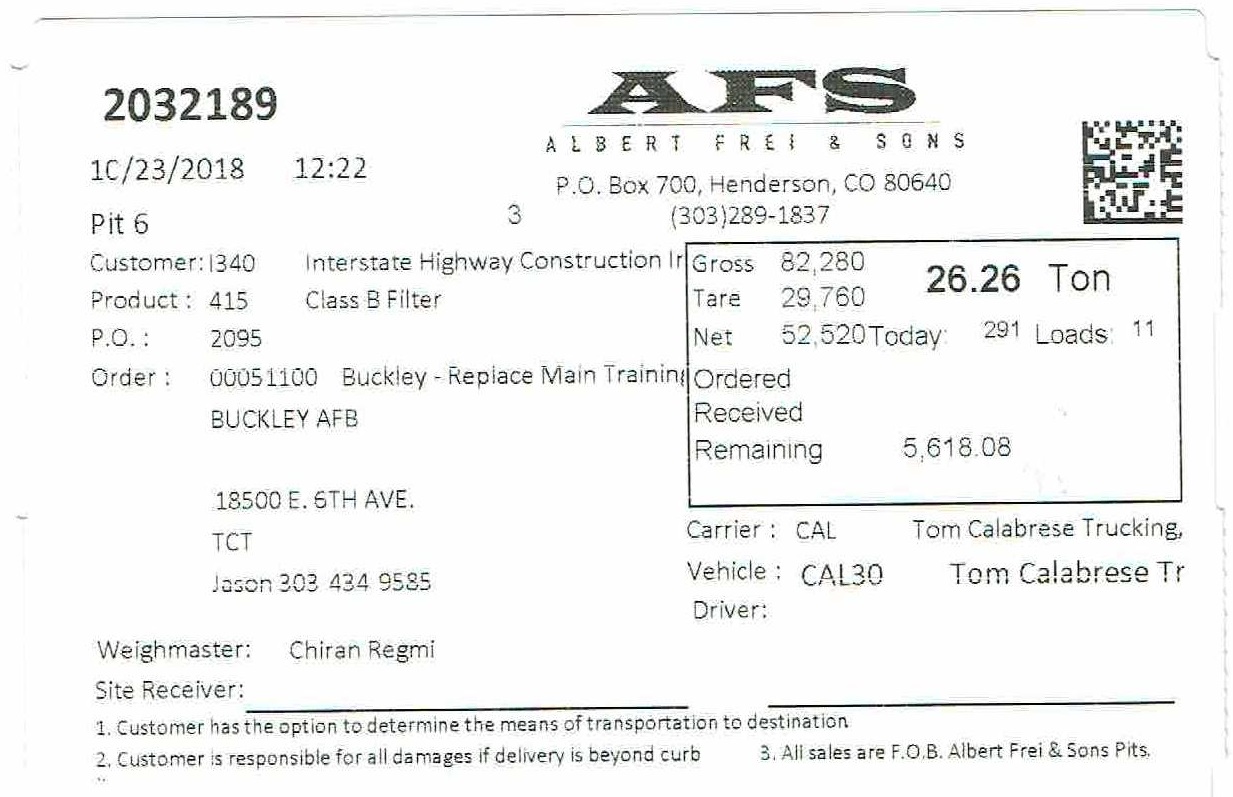 2032189
AFS
ALBERT FREI & SONS
10/23/2018 12:22
P.O. Box 700, Henderson, CO 80640
Pit 6
3 (303)289-1837
Customer: I340 Interstate Highway Construction Ir
Product : 415 Class B Filter
P.O. : 2095
Order : 00051100 Buckley - Replace Main Training
BUCKLEY AFB
18500 E. 6TH AVE.
TCT
Jason 303 434 9585
Gross 82,280 26.26 Ton
Tare 29,760
Net 52,520 Today: 291 Loads: 11
Ordered
Received
Remaining 5,618.08
Carrier : CAL Tom Calabrese Trucking,
Vehicle : CAL30 Tom Calabrese Tr
Driver:
Weighmaster: Chiran Regmi
Site Receiver:
1. Customer has the option to determine the means of transportation to destination
2. Customer is responsible for all damages if delivery is beyond curb 3. All sales are F.O.B. Albert Frei & Sons Pits.